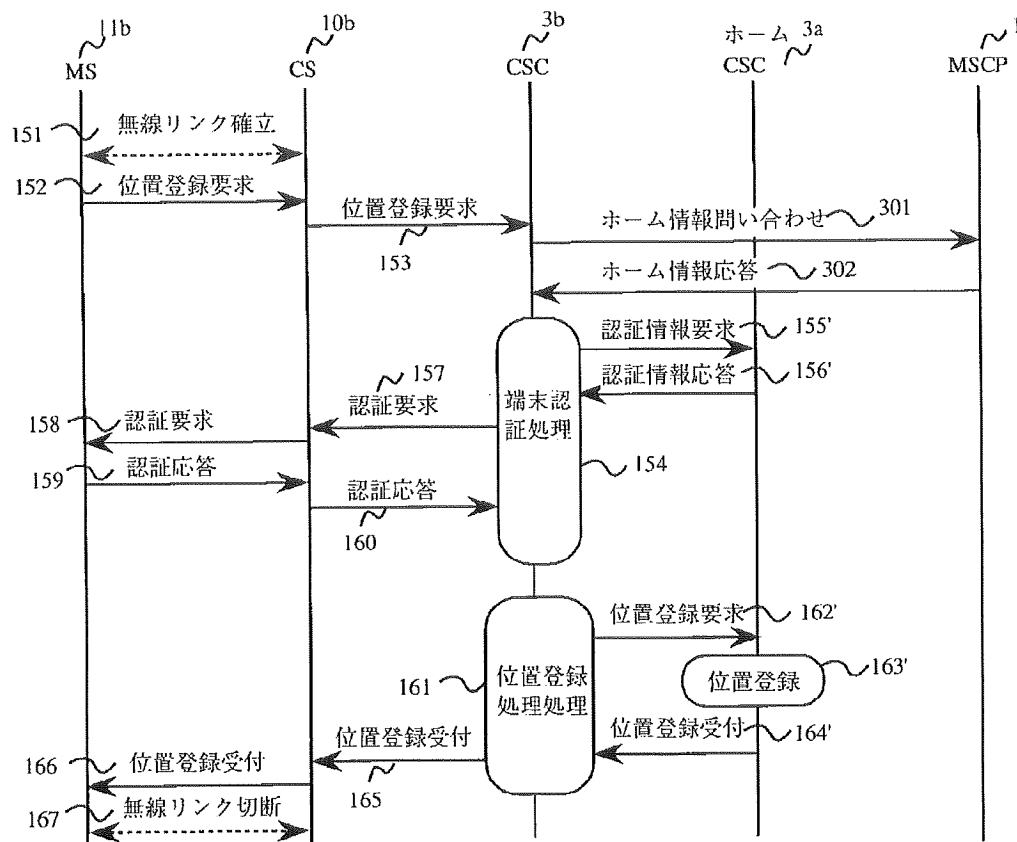 11b
10b
3b
ホーム 3a
1
MS
CS
CSC
CSC
MSCP
151
無線リンク確立
152
位置登録要求
位置登録要求
153
ホーム情報問い合わせ
301
ホーム情報応答
302
認証情報要求
155'
認証情報応答
156'
157
認証要求
端末認
証処理
154
158
認証要求
159
認証応答
認証応答
160
位置登録要求
162'
161
位置登録
処理処理
位置登録
163'
位置登録受付
164'
位置登録受付
165
166
位置登録受付
167
無線リンク切断